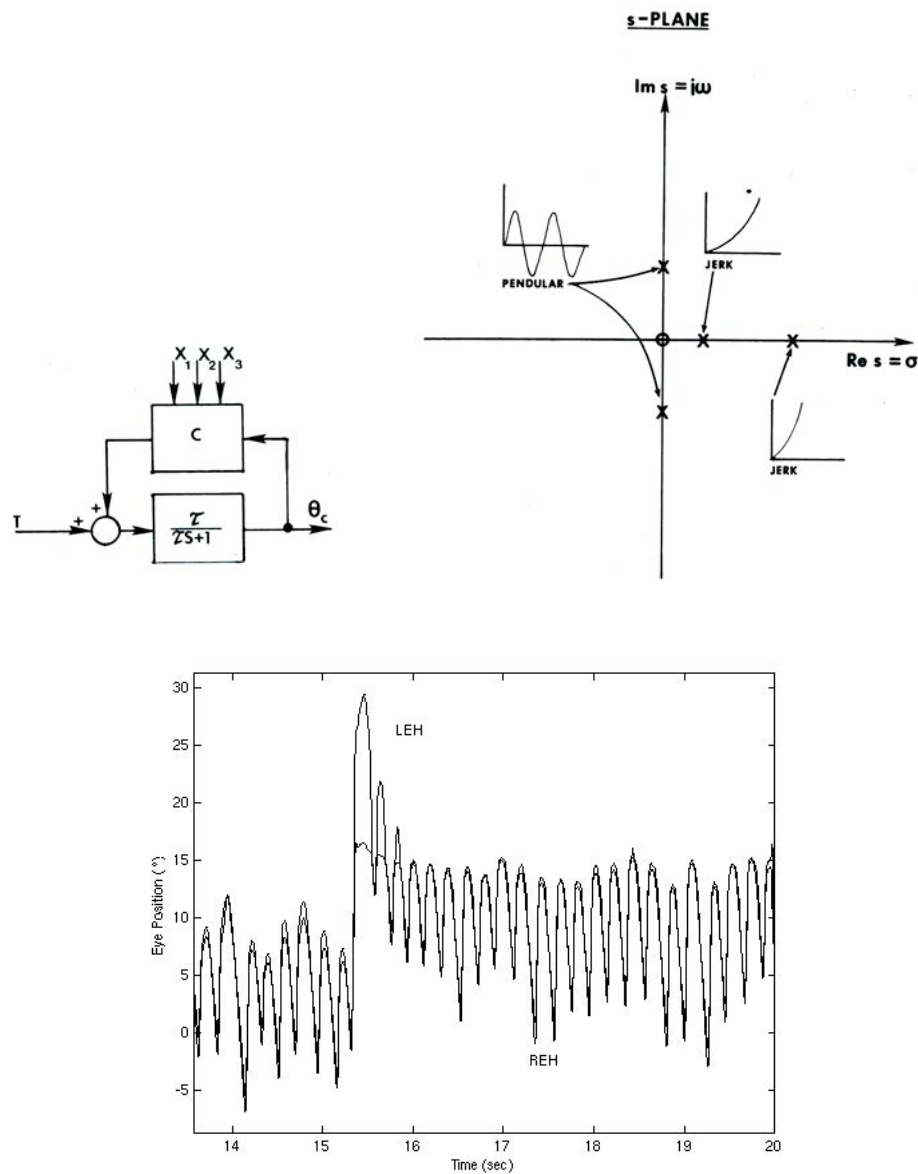 s-PLANE
Im s = jω
PENDULAR
JERK
Re s = σ
JERK
X1 X2 X3
C
T + +
τ
τS+1
θc
30
25
20
15
10
5
0
-5
Eye Position (°)
LEH
REH
14 15 16 17 18 19 20
Time (sec)